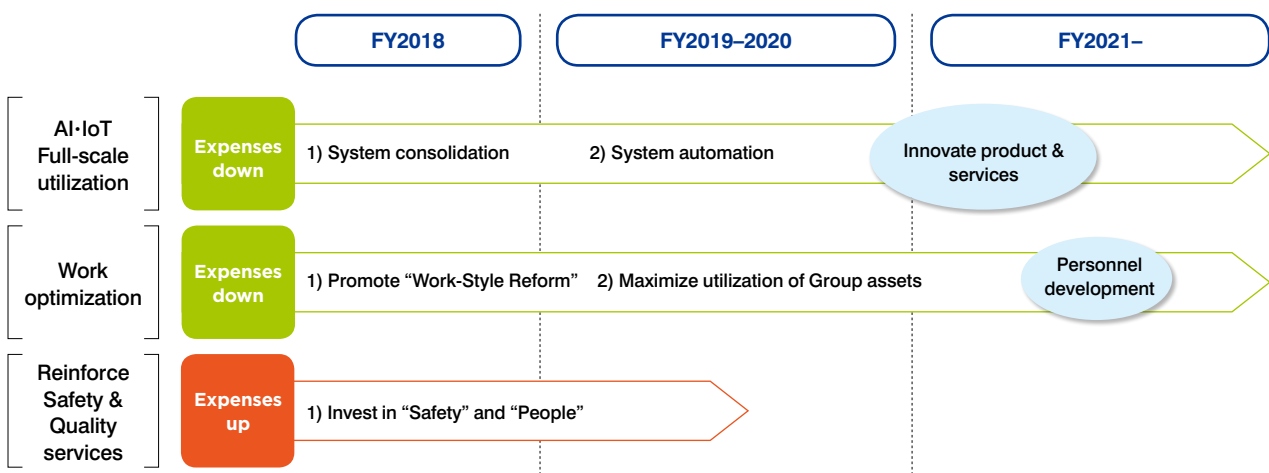 FY2018
FY2019–2020
FY2021–
AI•IoT
Full-scale
utilization
Expenses
down
1) System consolidation
2) System automation
Innovate product &
services
Work
optimization
Expenses
down
1) Promote “Work-Style Reform”
2) Maximize utilization of Group assets
Personnel
development
Reinforce
Safety &
Quality
services
Expenses
up
1) Invest in “Safety” and “People”